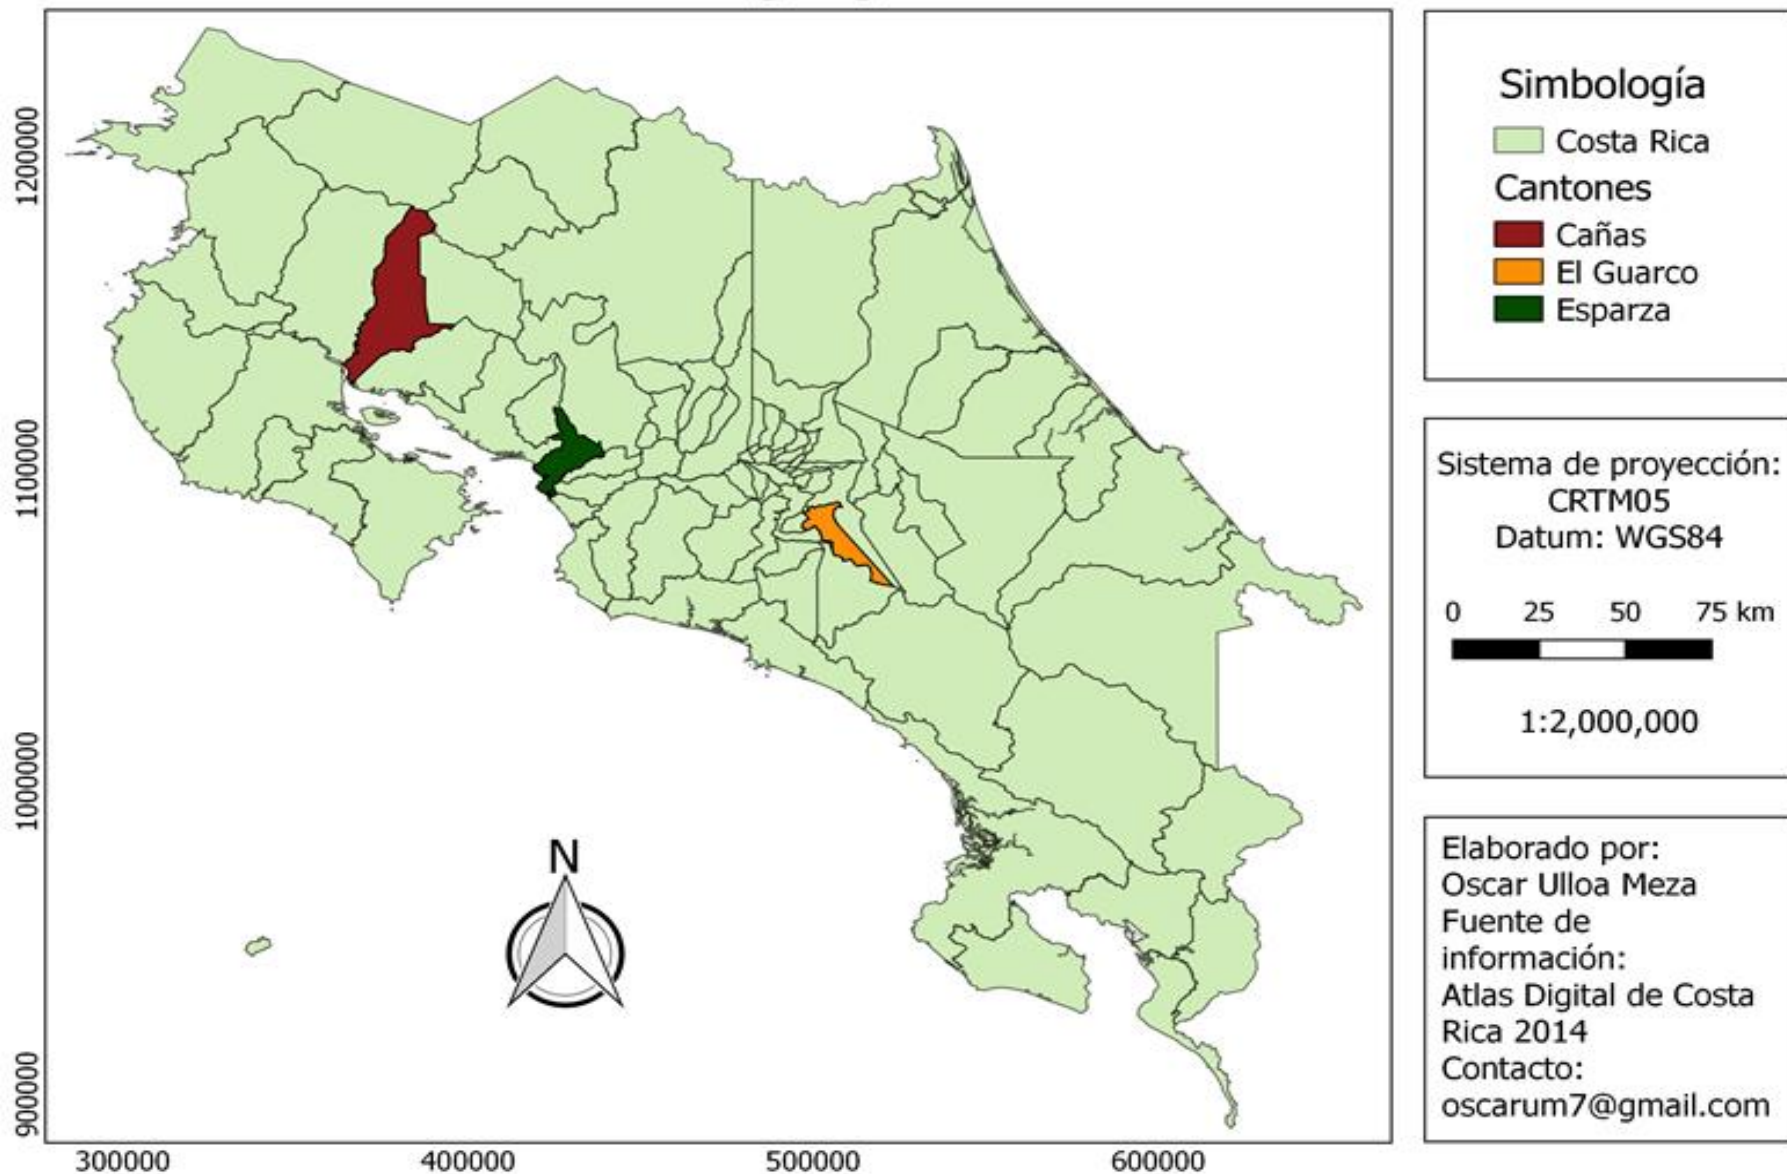 1200000
1100000
1000000
900000
300000
400000
500000
600000
N
Simbología
Costa Rica
Cantones
Cañas
El Guarco
Esparza
Sistema de proyección:
CRTM05
Datum: WGS84
0 25 50 75 km
1:2,000,000
Elaborado por:
Oscar Ulloa Meza
Fuente de
información:
Atlas Digital de Costa
Rica 2014
Contacto:
oscarum7@gmail.com